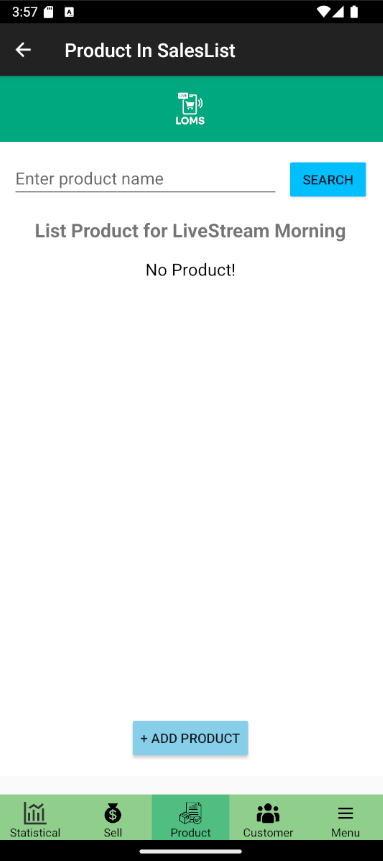 3:57
Product In SalesList
LOMS
Enter product name
SEARCH
List Product for LiveStream Morning
No Product!
+ ADD PRODUCT
Statistical
Sell
Product
Customer
Menu